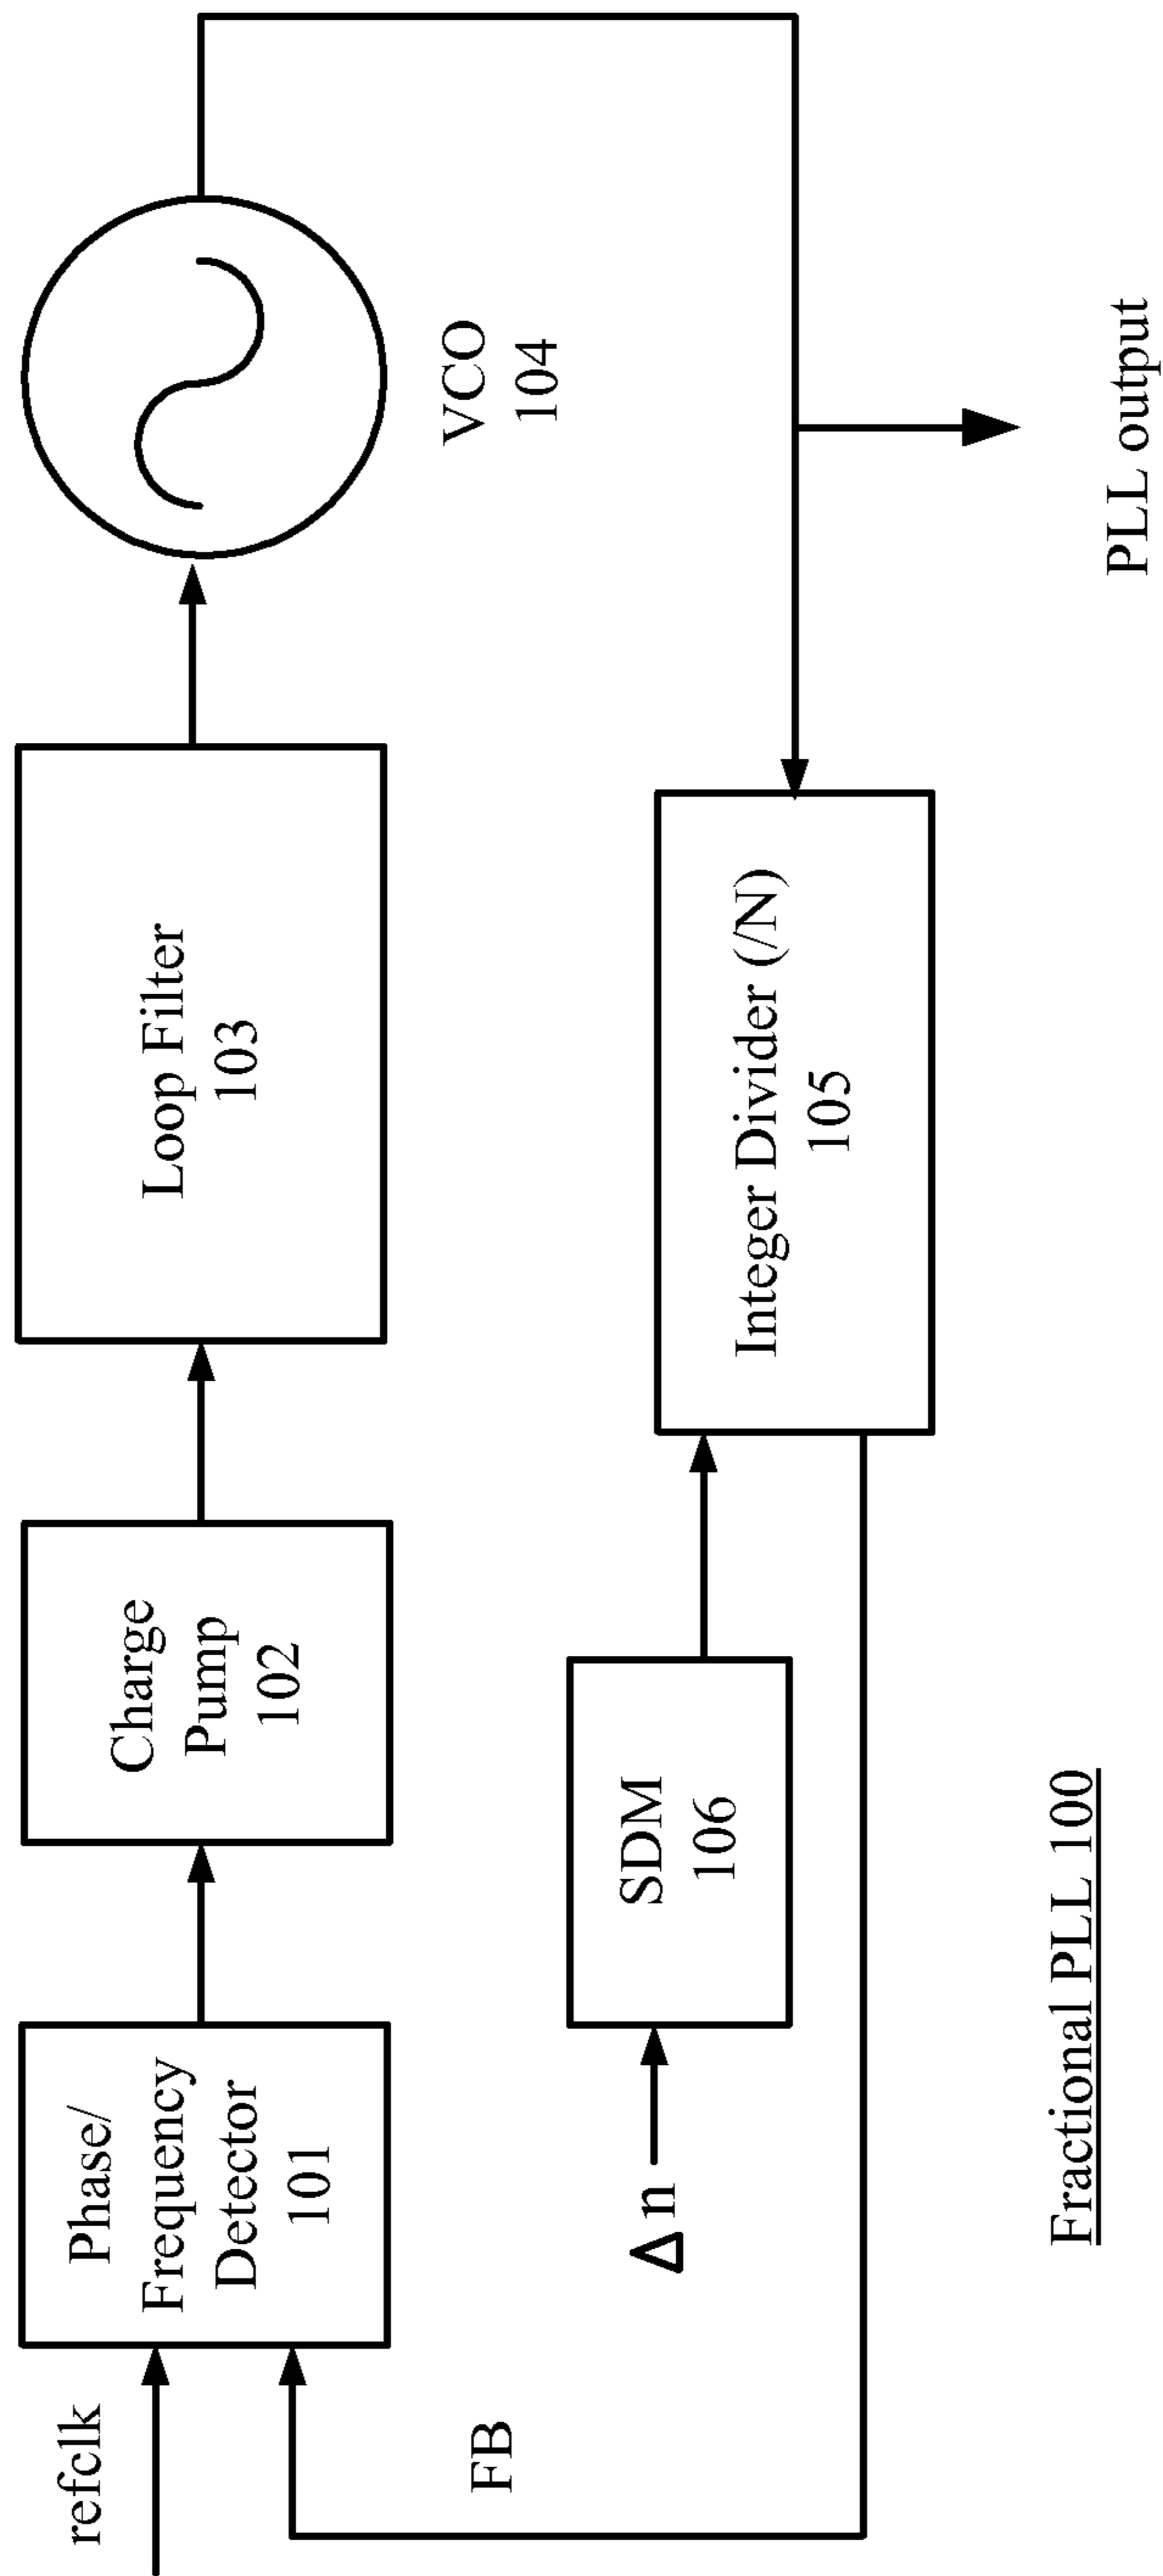 refclk
Phase/
Frequency
Detector
101
Charge
Pump
102
Loop Filter
103
VCO
104
FB
Δn
SDM
106
Integer Divider (/N)
105
PLL output
Fractional PLL 100